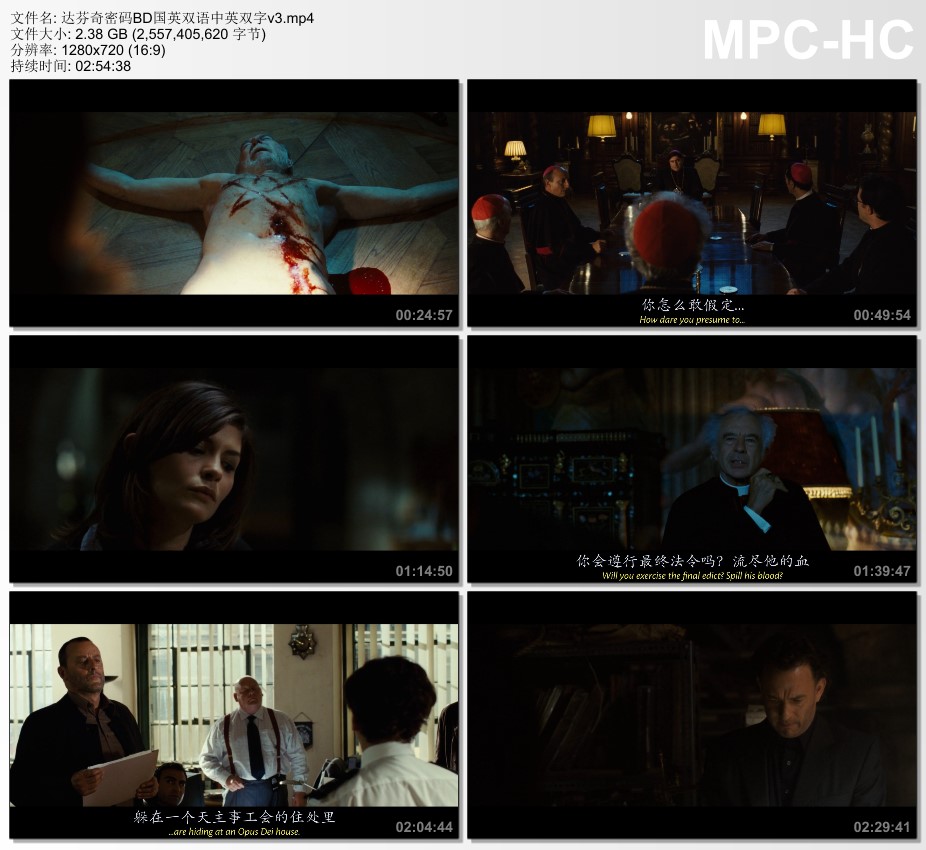 文件名: 达芬奇密码BD国英双语中英双字v3.mp4
MPC-HC
文件大小: 2.38 GB (2,557,405,620 字节)
分辨率: 1280x720 (16:9)
持续时间: 02:54:38
00:24:57
你怎么敢假定...
How dare you presume to...
00:49:54
01:14:50
你会遵行最终法令吗？流尽他的血
Will you exercise the final edict? Spill his blood?
01:39:47
躲在一个天主事工会的住处里
...are hiding at an Opus Dei house.
02:04:44
02:29:41